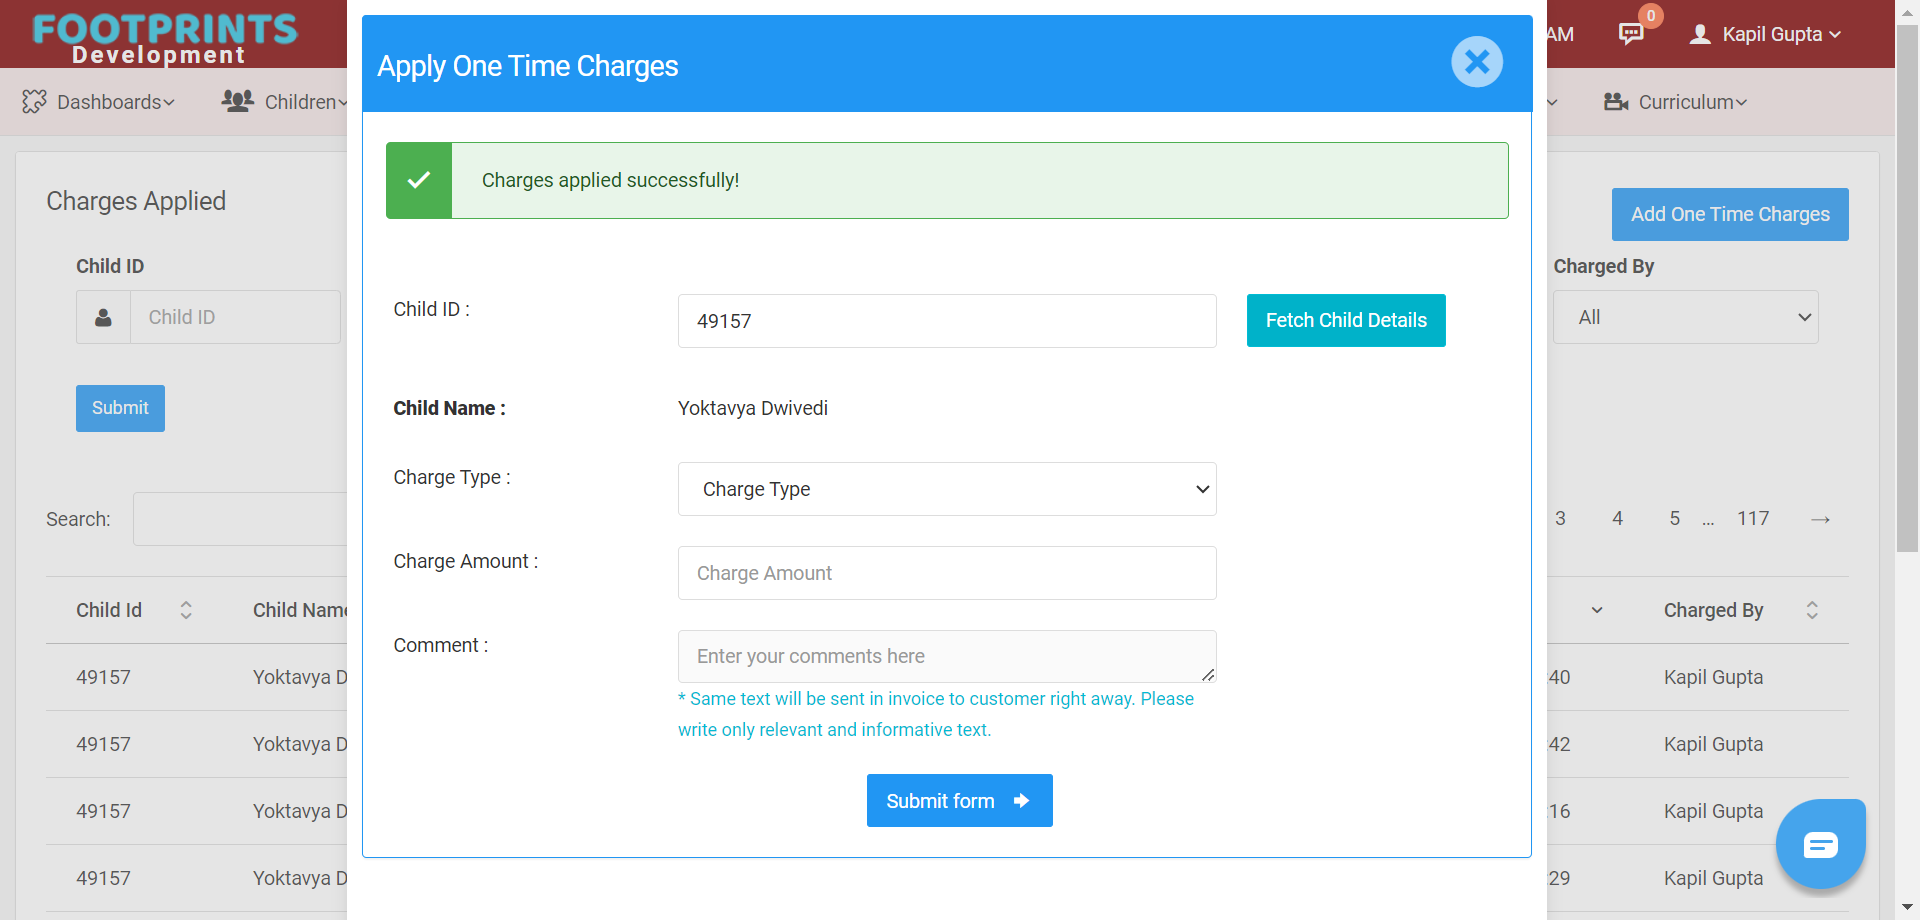 FOOTPRINTS
Development
AM
0
Kapil Gupta
Dashboards
Children
Curriculum
Apply One Time Charges
Charges applied successfully!
Charges Applied
Add One Time Charges
Child ID
Child ID
Charged By
All
Submit
Child ID :
49157
Fetch Child Details
Child Name :
Yoktavya Dwivedi
Charge Type :
Charge Type
Charge Amount :
Charge Amount
Comment :
Enter your comments here
* Same text will be sent in invoice to customer right away. Please
write only relevant and informative text.
Submit form
Search:
3 4 5 ... 117 →
Child Id Child Name Charged By
49157 Yoktavya D :40 Kapil Gupta
49157 Yoktavya D :42 Kapil Gupta
49157 Yoktavya D :16 Kapil Gupta
49157 Yoktavya D :29 Kapil Gupta